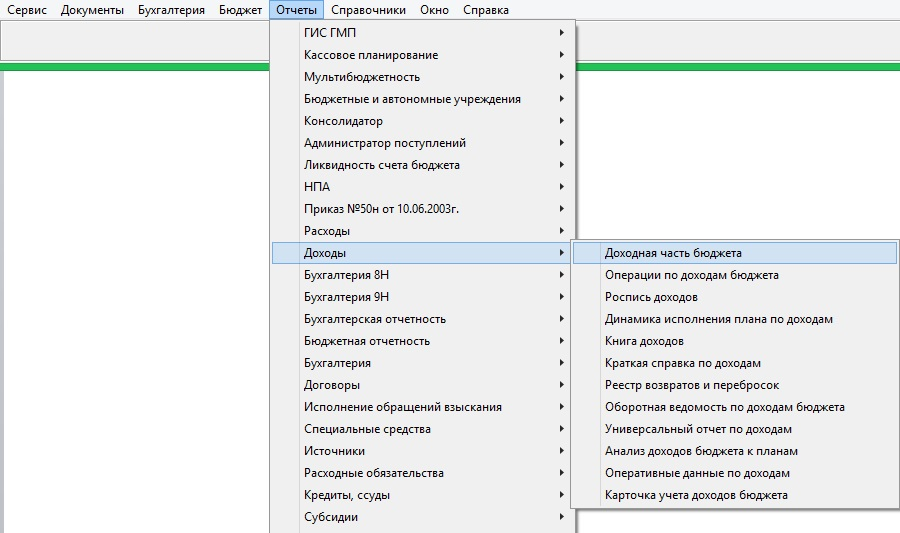 Сервис Документы Бухгалтерия Бюджет Отчеты Справочники Окно Справка
ГИС ГМП
Кассовое планирование
Мультибюджетность
Бюджетные и автономные учреждения
Консолидатор
Администратор поступлений
Ликвидность счета бюджета
НПА
Приказ №50н от 10.06.2003г.
Расходы
Доходы
Бухгалтерия 8Н
Бухгалтерия 9Н
Бухгалтерская отчетность
Бюджетная отчетность
Бухгалтерия
Договоры
Исполнение обращений взыскания
Специальные средства
Источники
Расходные обязательства
Кредиты, ссуды
Субсидии
Доходная часть бюджета
Операции по доходам бюджета
Роспись доходов
Динамика исполнения плана по доходам
Книга доходов
Краткая справка по доходам
Реестр возвратов и перебросок
Оборотная ведомость по доходам бюджета
Универсальный отчет по доходам
Анализ доходов бюджета к планам
Оперативные данные по доходам
Карточка учета доходов бюджета